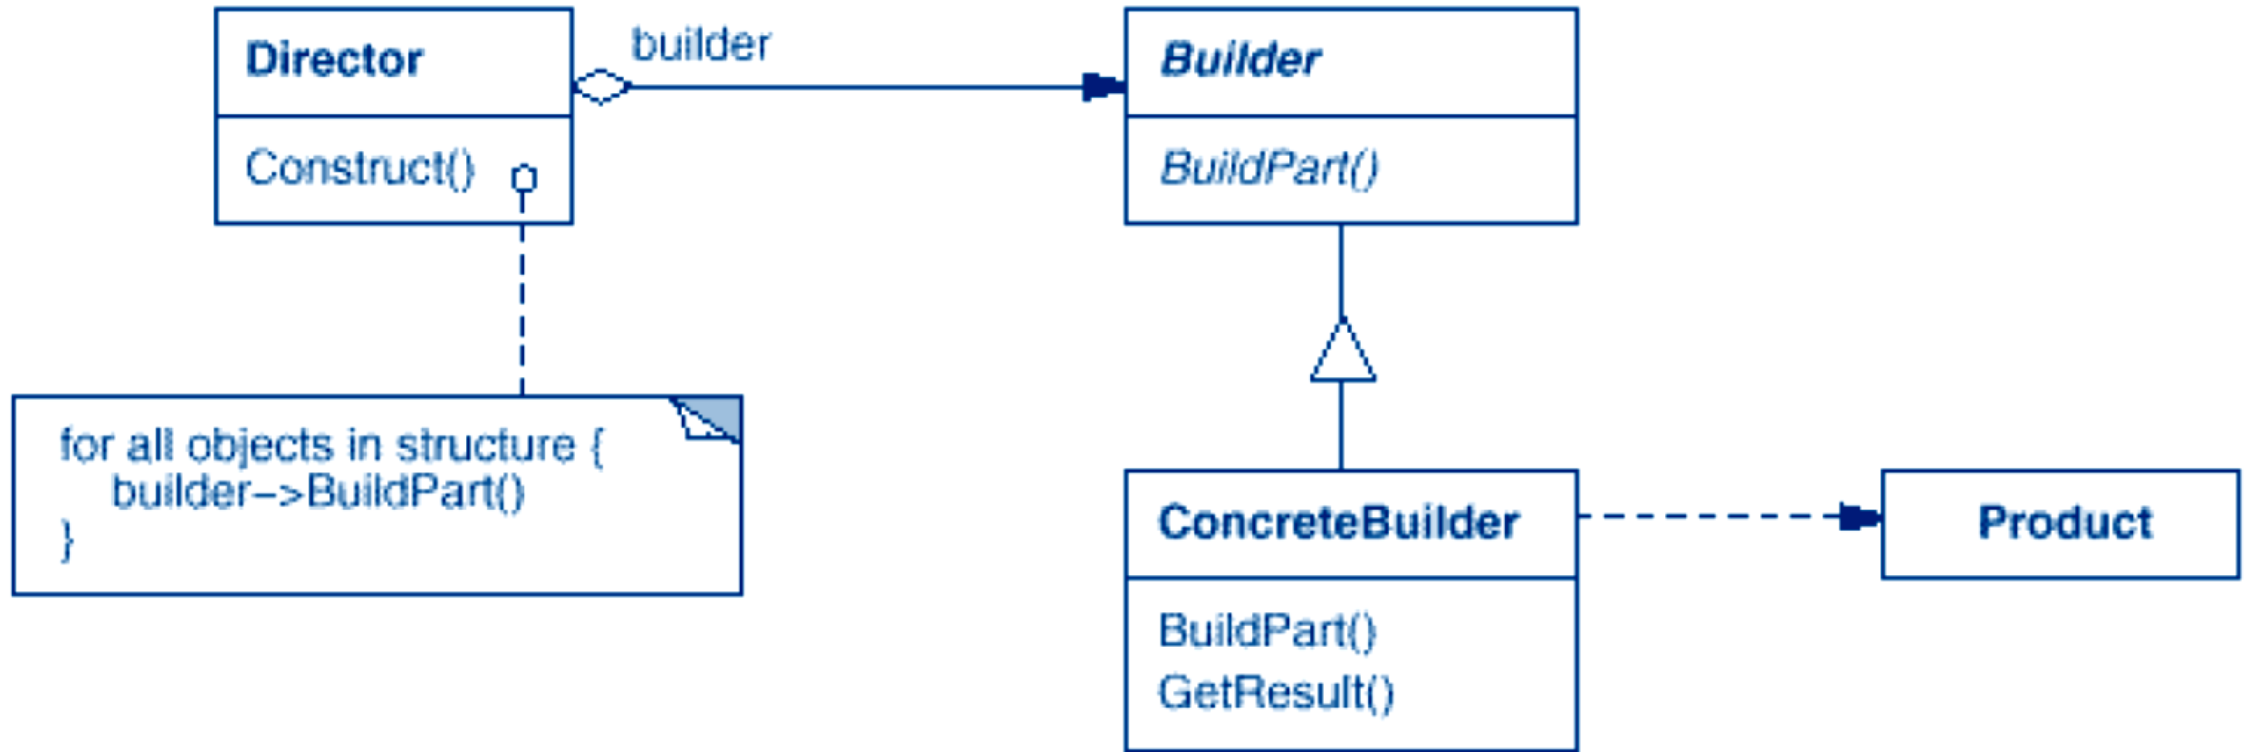 Director
builder
Builder
Construct()
BuildPart()
for all objects in structure {
builder–>BuildPart()
}
ConcreteBuilder
Product
BuildPart()
GetResult()